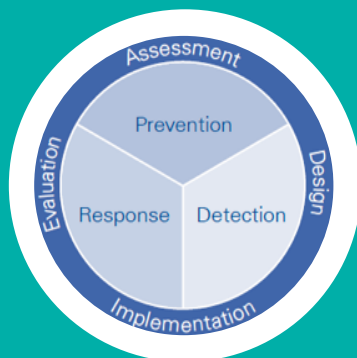 Assessment
Prevention
Design
Evaluation
Response
Detection
Implementation